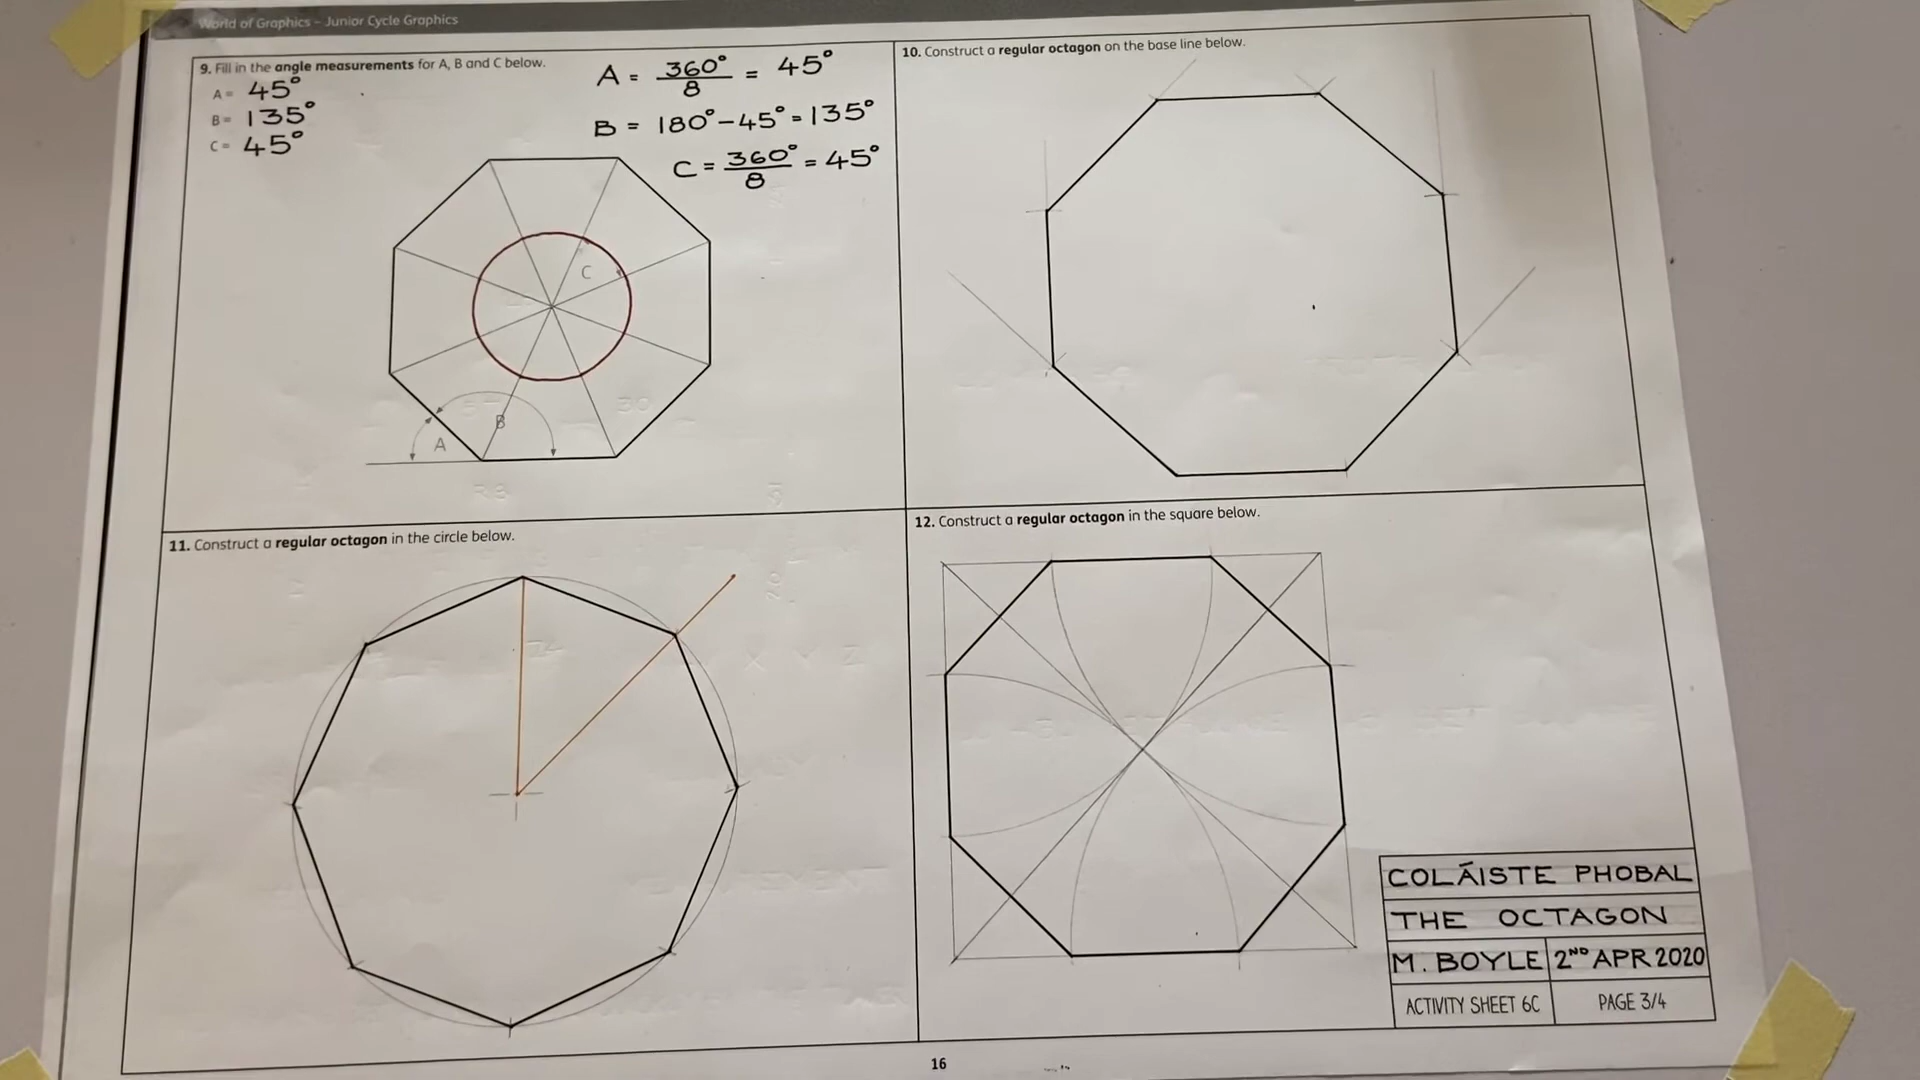 World of Graphics – Junior Cycle Graphics
9. Fill in the angle measurements for A, B and C below.
A = 45°
B = 135°
C = 45°
A = 360°/8 = 45°
B = 180° – 45° = 135°
C = 360°/8 = 45°
C
B
A
10. Construct a regular octagon on the base line below.
11. Construct a regular octagon in the circle below.
12. Construct a regular octagon in the square below.
COLÁISTE PHOBAL
THE OCTAGON
M. BOYLE 2ND APR 2020
ACTIVITY SHEET 6C PAGE 3/4
16